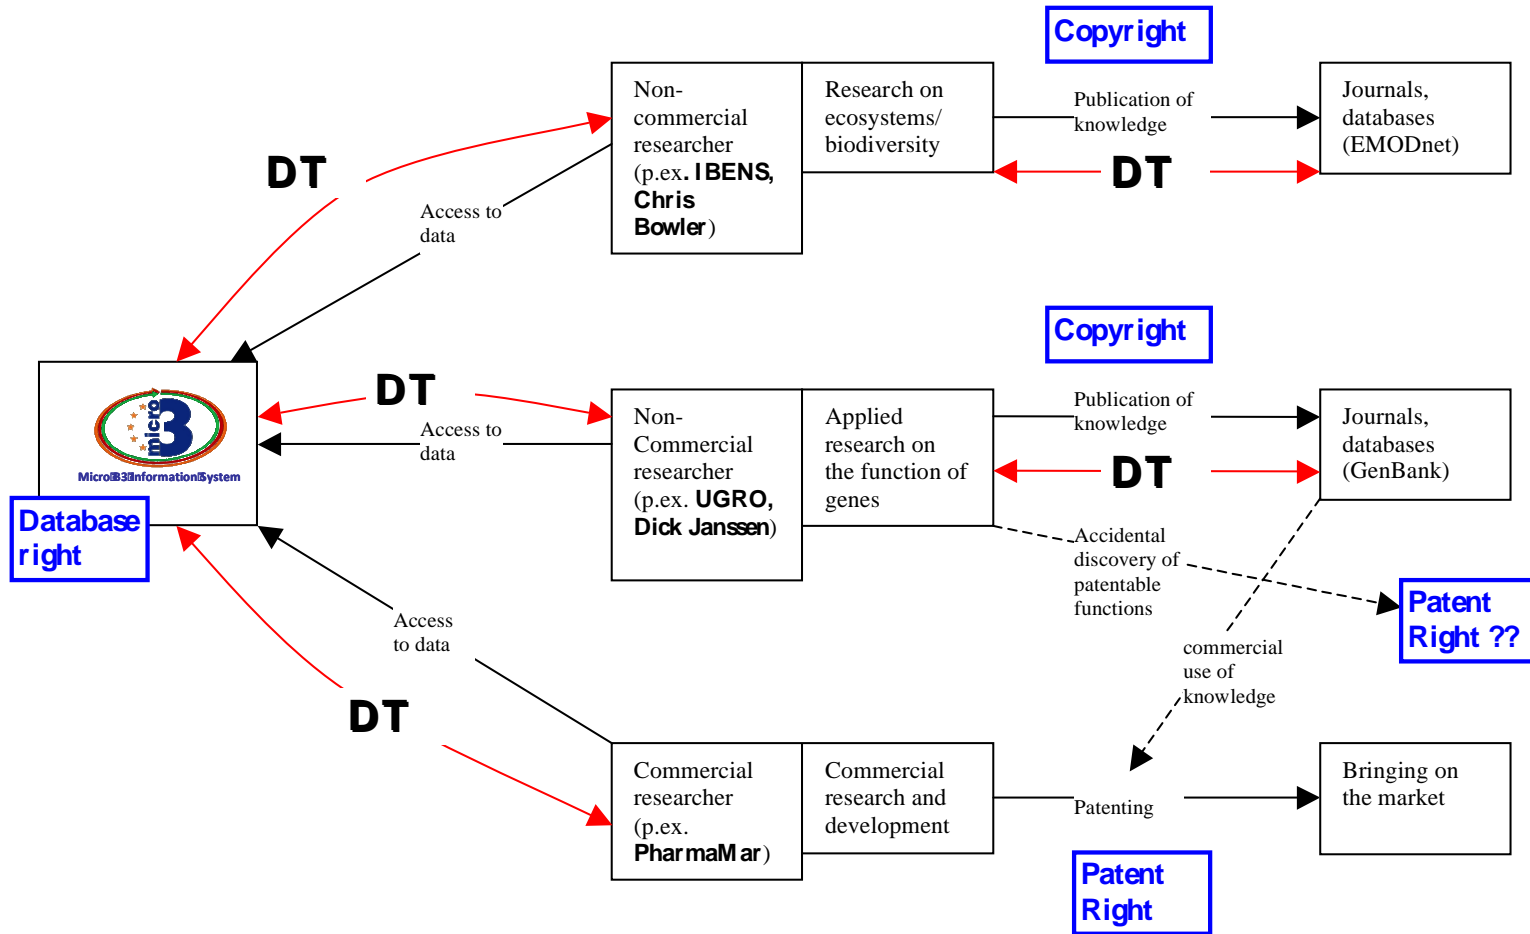 Copyright
Non-
commercial
researcher
(p.ex. IBENS,
Chris
Bowler)
Research on
ecosystems/
biodiversity
Publication of
knowledge
Journals,
databases
(EMODnet)
DT
DT
Access to
data
Copyright
DT
Access to
data
Non-
Commercial
researcher
(p.ex. UGRO,
Dick Janssen)
Applied
research on
the function of
genes
Publication of
knowledge
Journals,
databases
(GenBank)
DT
micro
3
Micro B3 Information System
Database
right
Accidental
discovery of
patentable
functions
Patent
Right ??
Access
to data
commercial
use of
knowledge
DT
Commercial
researcher
(p.ex.
PharmaMar)
Commercial
research and
development
Patenting
Bringing on
the market
Patent
Right